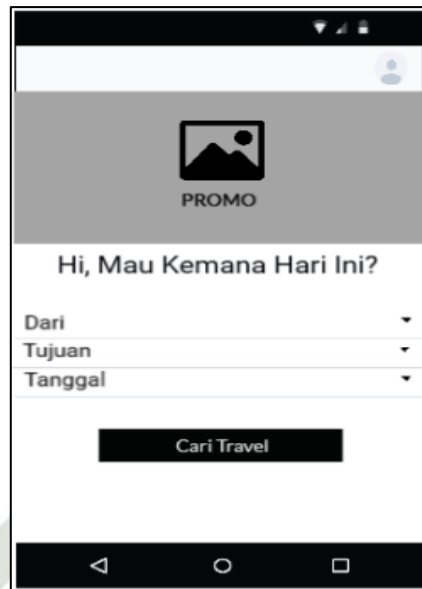 PROMO
Hi, Mau Kemana Hari Ini?
Dari
Tujuan
Tanggal
Cari Travel